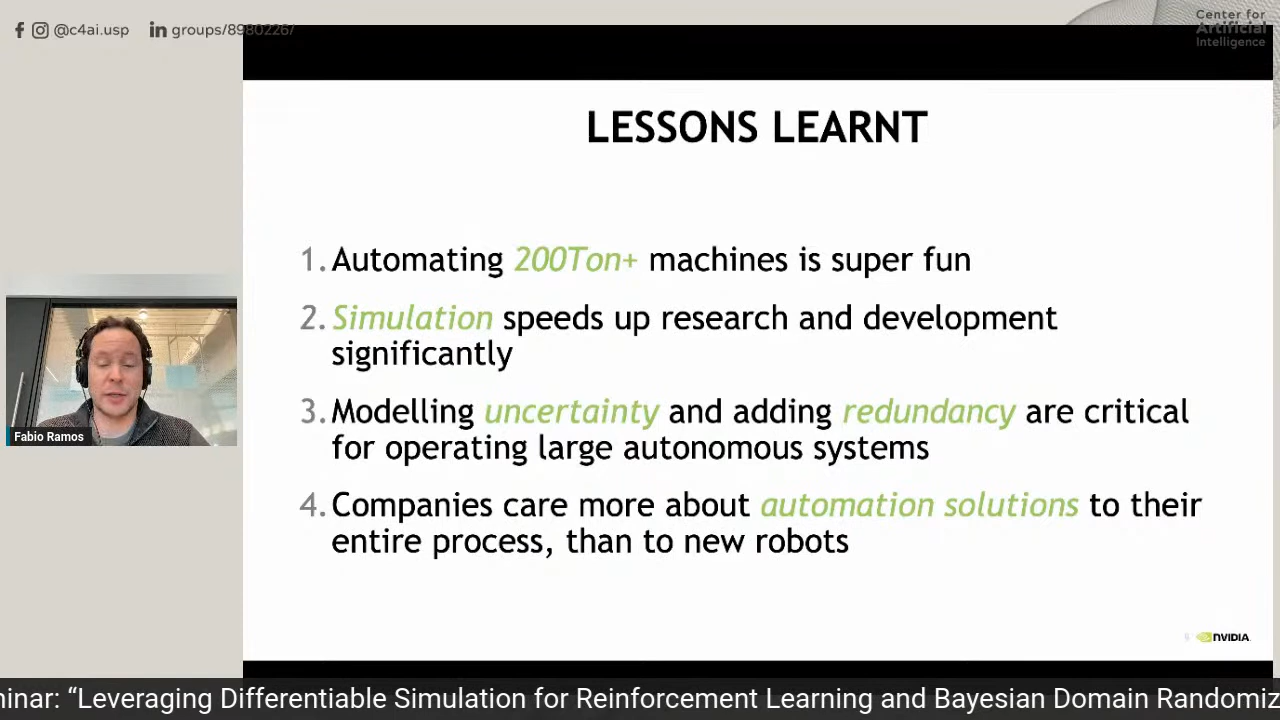 @c4ai.usp
groups/8980226/
Center for
Artificial
Intelligence
LESSONS LEARNT
1. Automating 200Ton+ machines is super fun
2. Simulation speeds up research and development
significantly
3. Modelling uncertainty and adding redundancy are critical
for operating large autonomous systems
4. Companies care more about automation solutions to their
entire process, than to new robots
Fabio Ramos
NVIDIA
inar: “Leveraging Differentiable Simulation for Reinforcement Learning and Bayesian Domain Randomiz